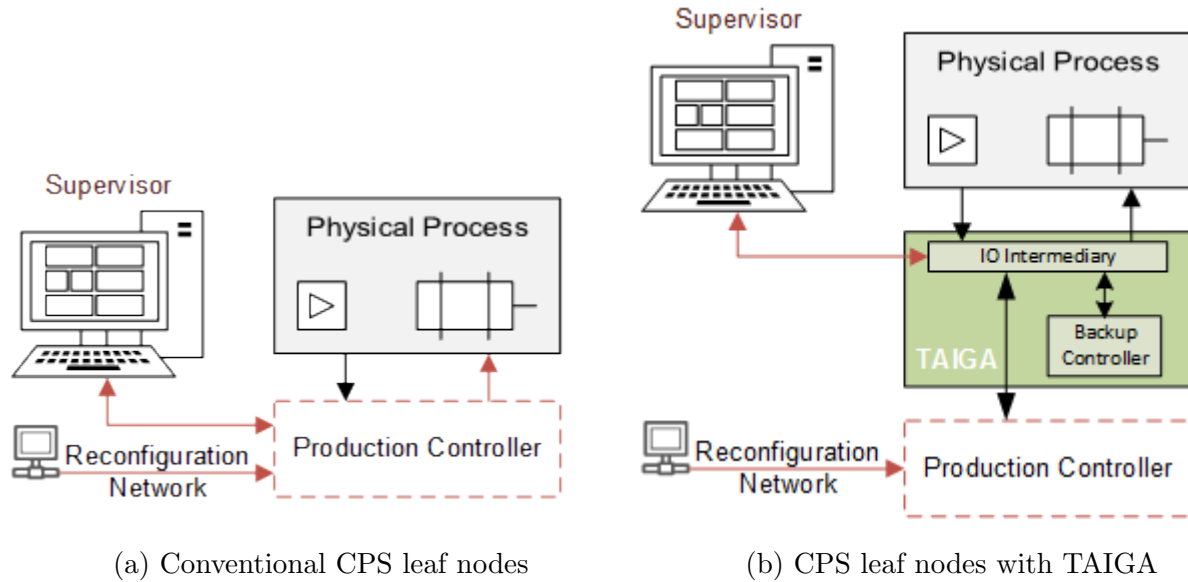 Supervisor
Physical Process
Production Controller
Reconfiguration
Network
(a) Conventional CPS leaf nodes
Supervisor
Physical Process
IO Intermediary
Backup
Controller
TAIGA
Production Controller
Reconfiguration
Network
(b) CPS leaf nodes with TAIGA